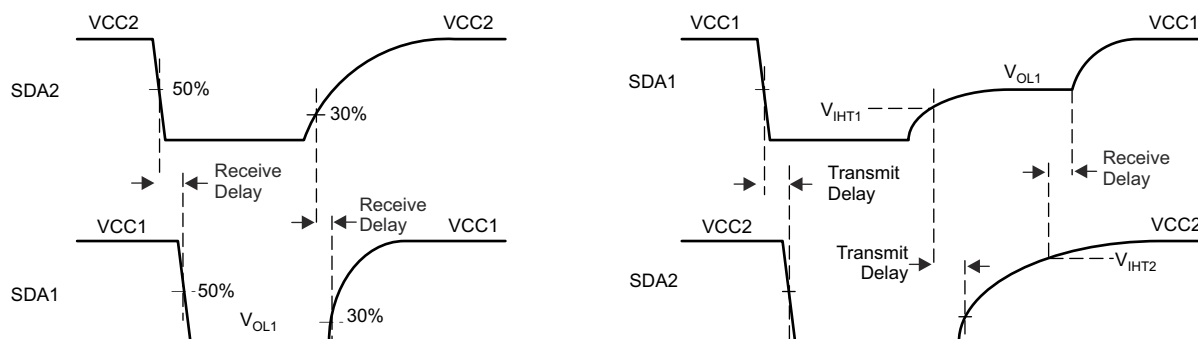 VCC2
VCC2
SDA2
50%
30%
Receive
Delay
Receive
Delay
VCC1
VCC1
SDA1
50%
VOL1
30%
VCC1
VCC1
SDA1
VOL1
VIHT1
Transmit
Delay
Receive
Delay
VCC2
VCC2
Transmit
Delay
SDA2
VIHT2